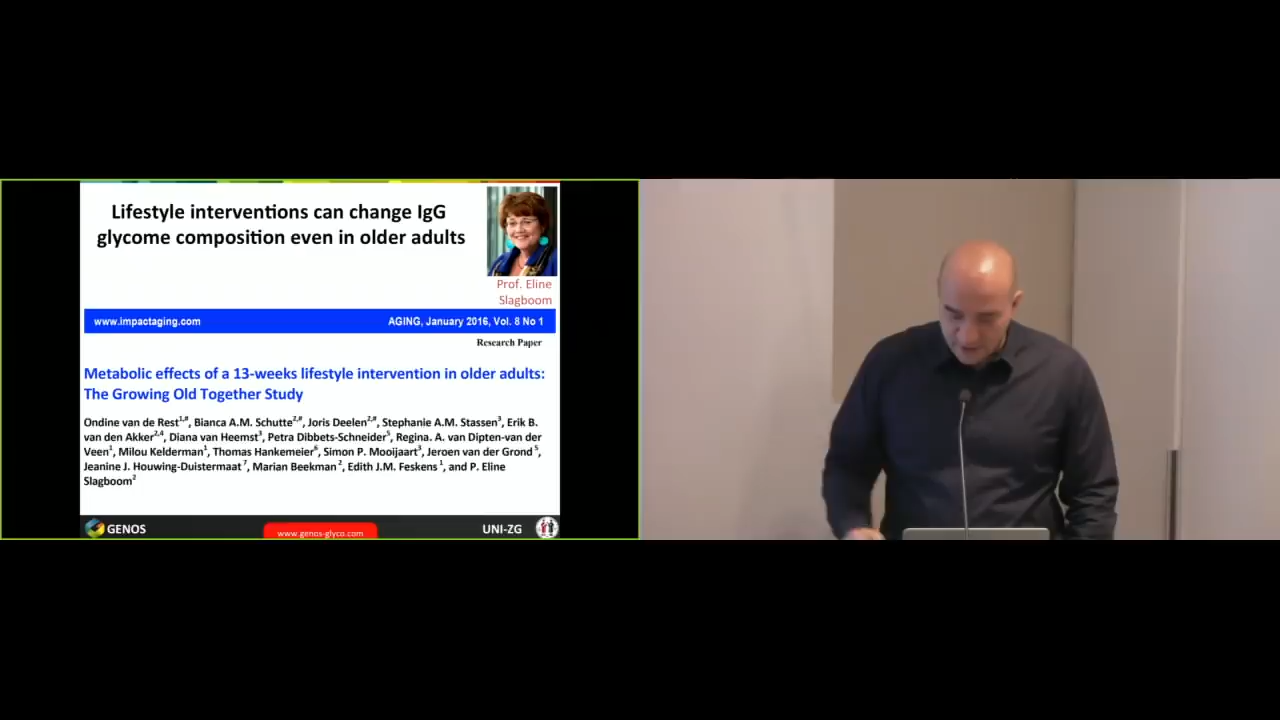 Lifestyle interventions can change IgG
glycome composition even in older adults
Prof. Eline
Slagboom
www.impactaging.com AGING, January 2016, Vol. 8 No 1
Research Paper
Metabolic effects of a 13-weeks lifestyle intervention in older adults:
The Growing Old Together Study
Ondine van de Rest1,#, Bianca A.M. Schutte2,#, Joris Deelen2,#, Stephanie A.M. Stassen3, Erik B.
van den Akker2,4, Diana van Heemst3, Petra Dibbets-Schneider5, Regina. A. van Dipten-van der
Veen1, Milou Kelderman1, Thomas Hankemeier6, Simon P. Mooijaart3, Jeroen van der Grond5,
Jeanine J. Houwing-Duistermaat7, Marian Beekman2, Edith J.M. Feskens1, and P. Eline
Slagboom2
GENOS www.genos-glyco.com UNI-ZG